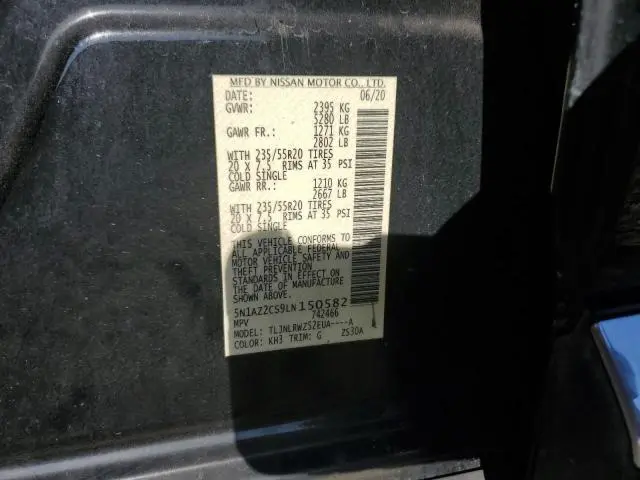 MFD BY NISSAN MOTOR CO., LTD.
DATE: 06/20
GVWR: 2395 KG
5280 LB
GAWR FR.: 1271 KG
2802 LB
WITH 235/55R20 TIRES
20 X 7.5 RIMS AT 35 PSI
COLD SINGLE
GAWR RR.: 1210 KG
2667 LB
WITH 235/55R20 TIRES
20 X 7.5 RIMS AT 35 PSI
COLD SINGLE
THIS VEHICLE CONFORMS TO
ALL APPLICABLE FEDERAL
MOTOR VEHICLE SAFETY AND
THEFT PREVENTION
STANDARDS IN EFFECT ON
THE DATE OF MANUFACTURE
SHOWN ABOVE.
5N1AZ2CS9LN150582
MPV 742466
MODEL: TLJNLRWZ52EUA----A
COLOR: KH3 TRIM: G ZS3DA